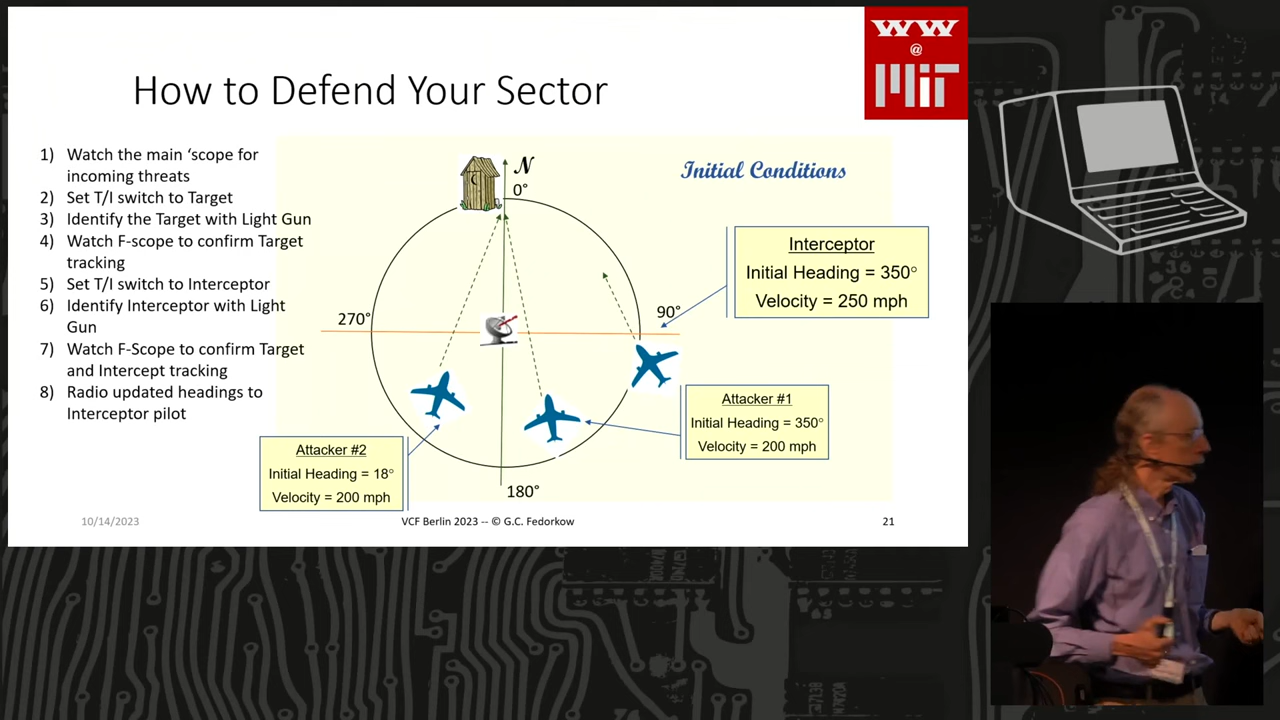 WW
@
MIT
How to Defend Your Sector
1) Watch the main ‘scope for
incoming threats
2) Set T/I switch to Target
3) Identify the Target with Light Gun
4) Watch F-scope to confirm Target
tracking
5) Set T/I switch to Interceptor
6) Identify Interceptor with Light
Gun
7) Watch F-Scope to confirm Target
and Intercept tracking
8) Radio updated headings to
Interceptor pilot
N
0°
Initial Conditions
Interceptor
Initial Heading = 350°
Velocity = 250 mph
270°
90°
Attacker #1
Initial Heading = 350°
Velocity = 200 mph
Attacker #2
Initial Heading = 18°
Velocity = 200 mph
180°
10/14/2023
VCF Berlin 2023 -- © G.C. Fedorkow
21